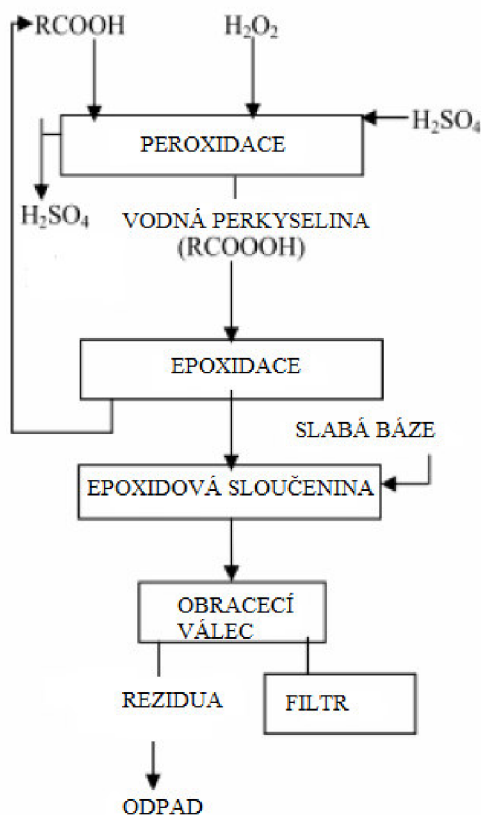 RCOOH
H₂O₂
H₂SO₄
PEROXIDACE
H₂SO₄
VODNÁ PERKYSELINA
(RCOOOH)
EPOXIDACE
SLABÁ BÁZE
EPOXIDOVÁ SLOUČENINA
OBRACECÍ
VÁLEC
REZIDUA
FILTR
ODPAD